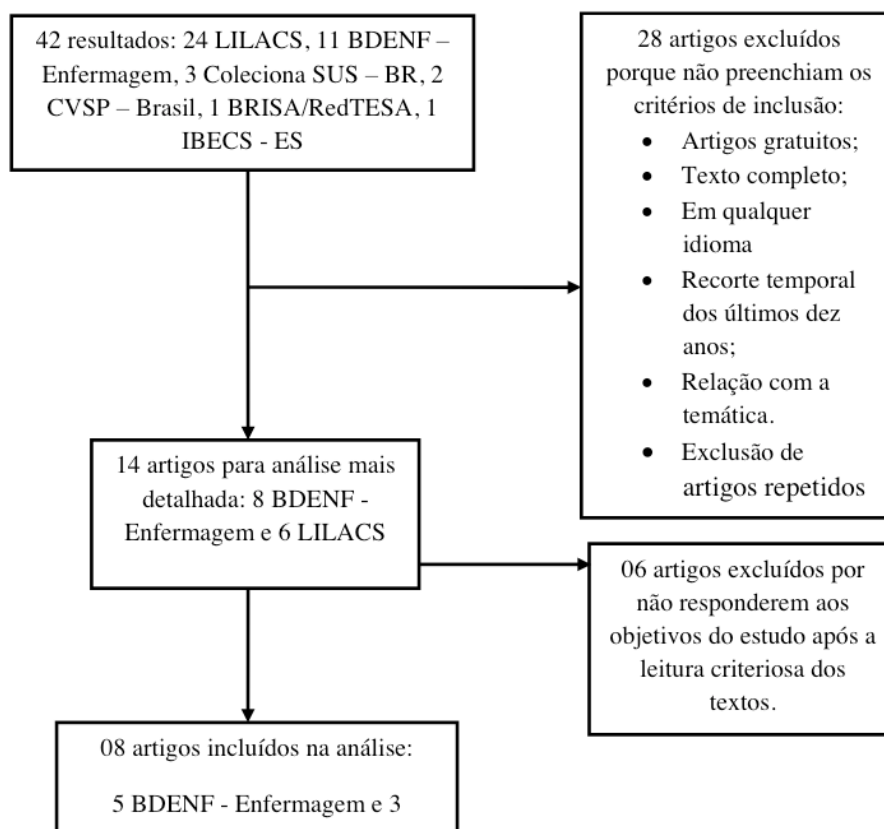 42 resultados: 24 LILACS, 11 BDENF –
Enfermagem, 3 Coleciona SUS – BR, 2
CVSP – Brasil, 1 BRISA/RedTESA, 1
IBECS - ES
28 artigos excluídos
porque não preenchiam os
critérios de inclusão:
• Artigos gratuitos;
• Texto completo;
• Em qualquer
idioma
• Recorte temporal
dos últimos dez
anos;
• Relação com a
temática.
• Exclusão de
artigos repetidos
14 artigos para análise mais
detalhada: 8 BDENF -
Enfermagem e 6 LILACS
06 artigos excluídos por
não responderem aos
objetivos do estudo após a
leitura criteriosa dos
textos.
08 artigos incluídos na análise:
5 BDENF - Enfermagem e 3